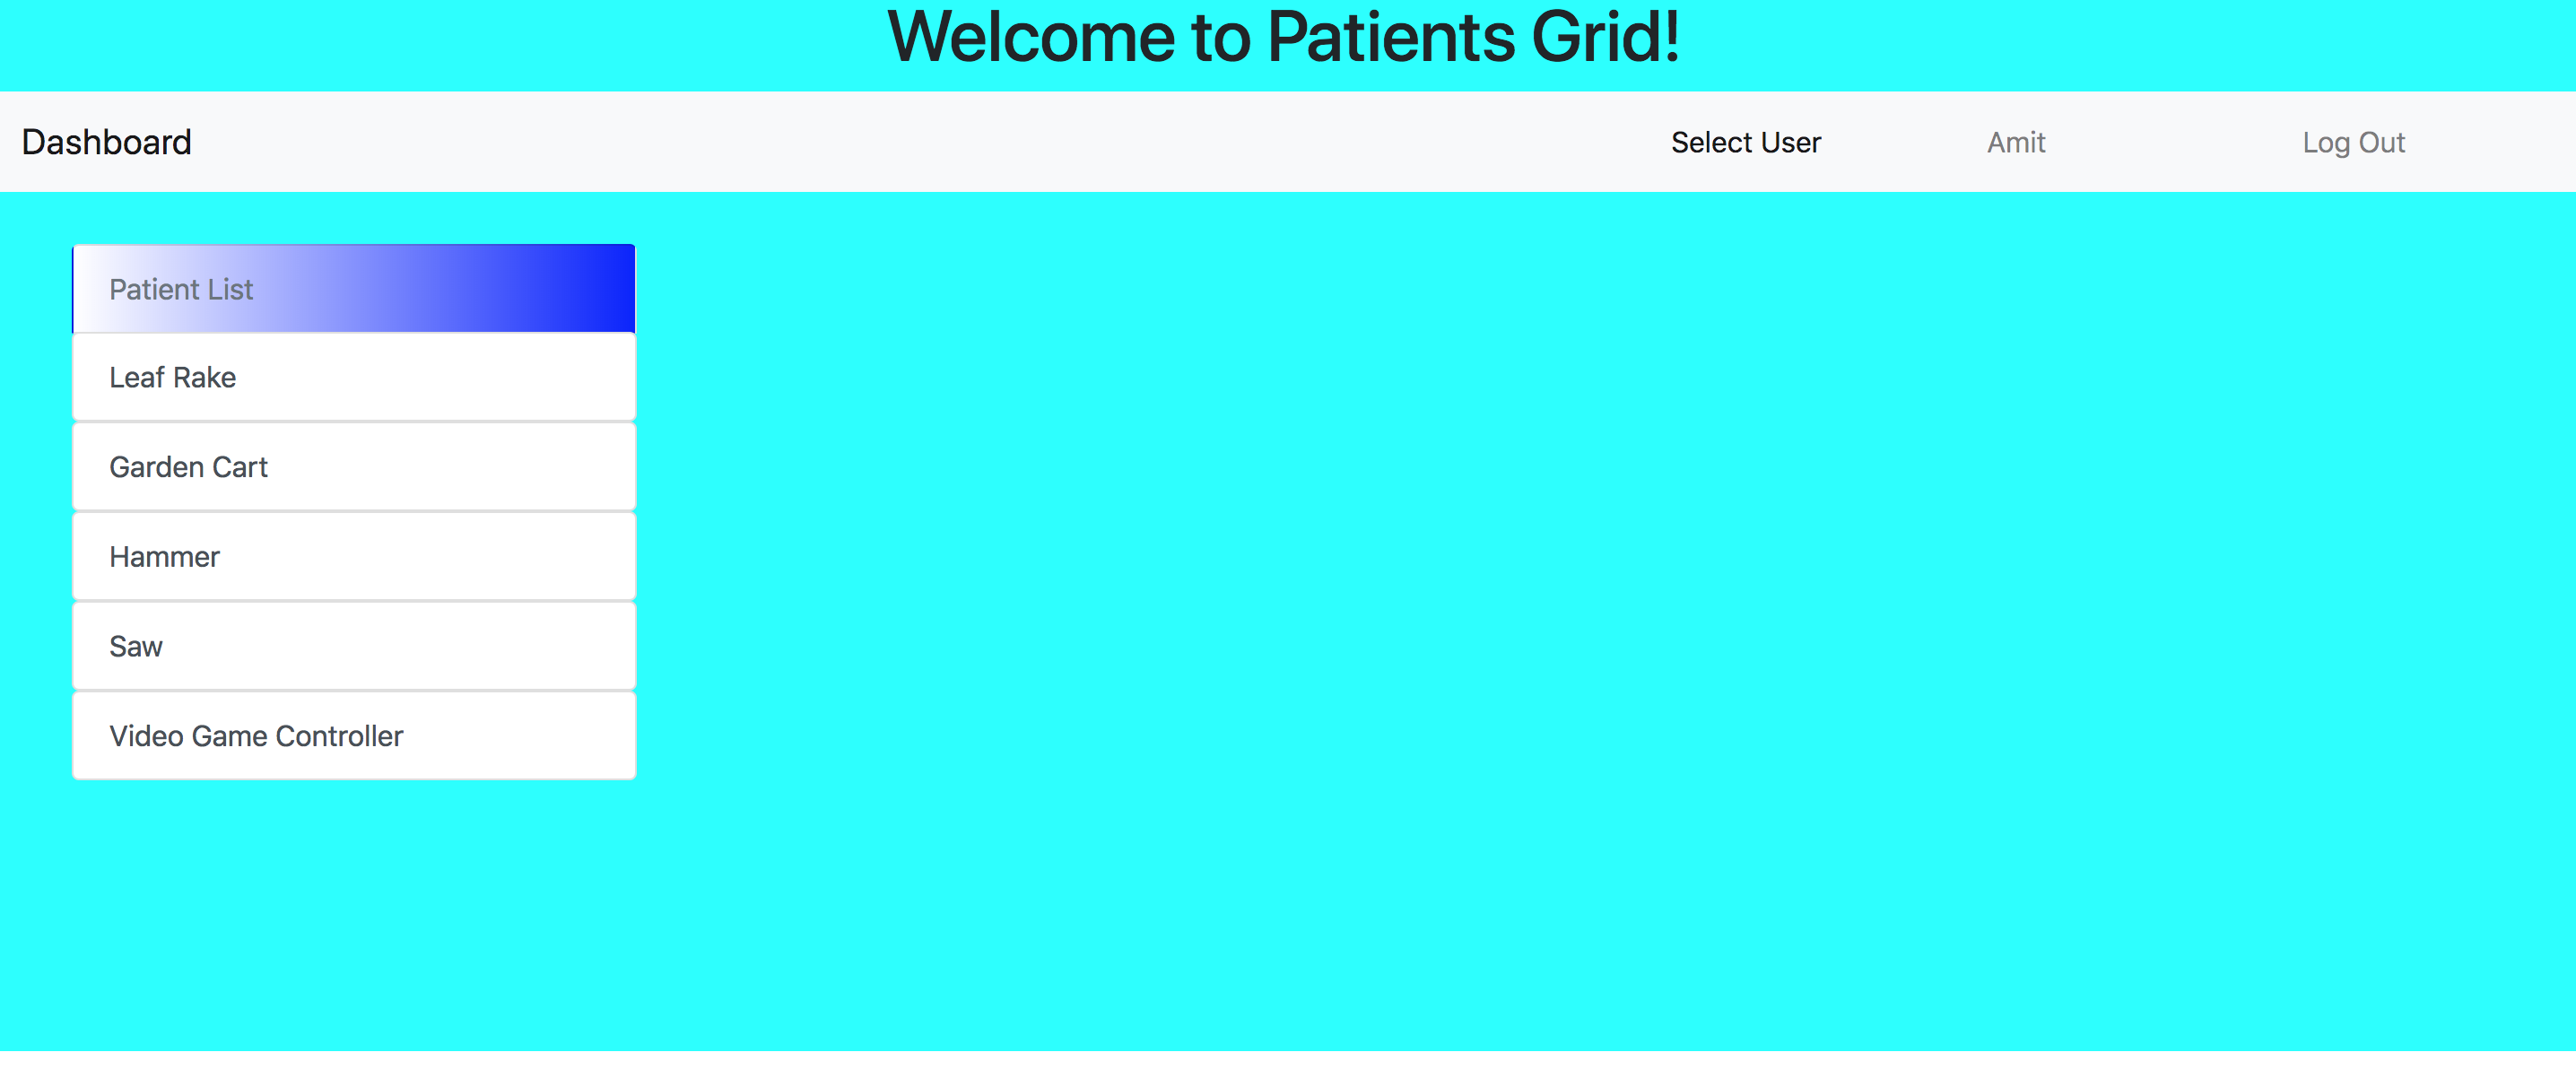 Welcome to Patients Grid!
Dashboard Select User Amit Log Out
Patient List
Leaf Rake
Garden Cart
Hammer
Saw
Video Game Controller